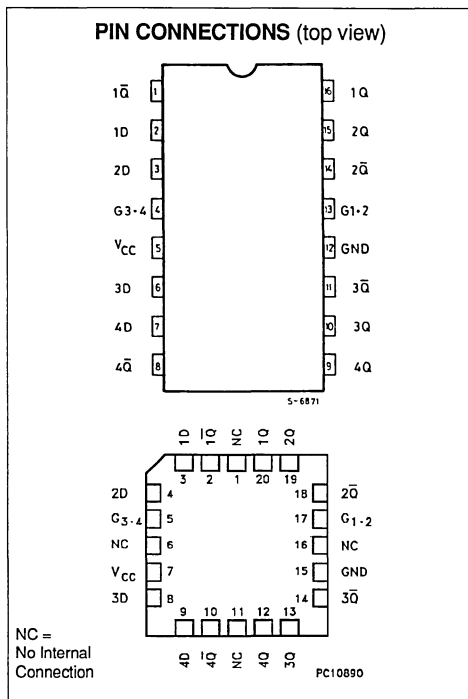 PIN CONNECTIONS (top view)
1Q̅ 1 16 1Q
1D 2 15 2Q
2D 3 14 2Q̅
G3·4 4 13 G1·2
VCC 5 12 GND
3D 6 11 3Q̅
4D 7 10 3Q
4Q̅ 8 9 4Q
S-6871
1D 1Q̅ NC 1Q 2Q
3 2 1 20 19
2D 4 18 2Q̅
G3-4 5 17 G1-2
NC 6 16 NC
VCC 7 15 GND
3D 8 14 3Q̅
9 10 11 12 13
4D 4Q̅ NC 4Q 3Q
NC =
No Internal
Connection
PC10890